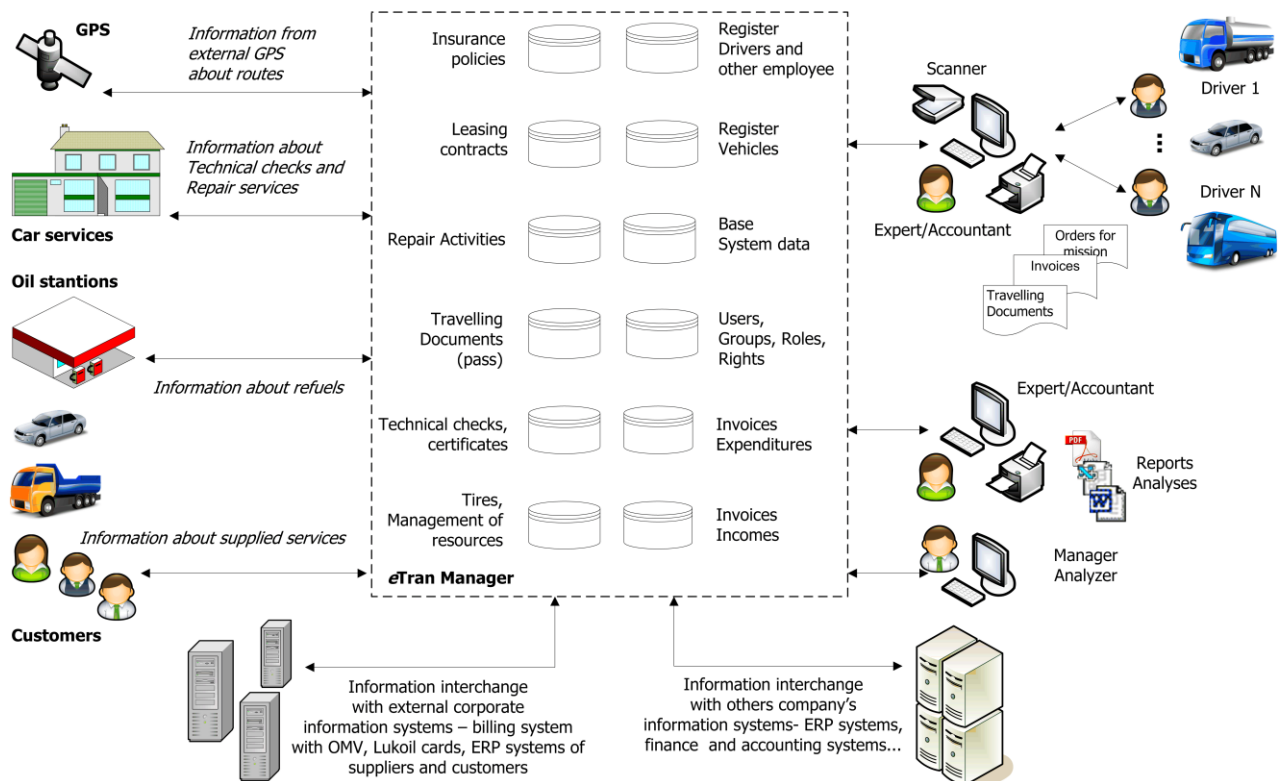 GPS
Information from
external GPS
about routes
Information about
Technical checks and
Repair services
Car services
Oil stantions
Information about refuels
Information about supplied services
Customers
Insurance
policies
Register
Drivers and
other employee
Leasing
contracts
Register
Vehicles
Repair Activities
Base
System data
Travelling
Documents
(pass)
Users,
Groups, Roles,
Rights
Technical checks,
certificates
Invoices
Expenditures
Tires,
Management of
resources
Invoices
Incomes
eTran Manager
Scanner
Driver 1
Driver N
Expert/Accountant
Orders for
mission
Invoices
Travelling
Documents
Expert/Accountant
PDF
W
Reports
Analyses
Manager
Analyzer
Information interchange
with external corporate
information systems – billing system
with OMV, Lukoil cards, ERP systems of
suppliers and customers
Information interchange
with others company's
information systems- ERP systems,
finance and accounting systems...